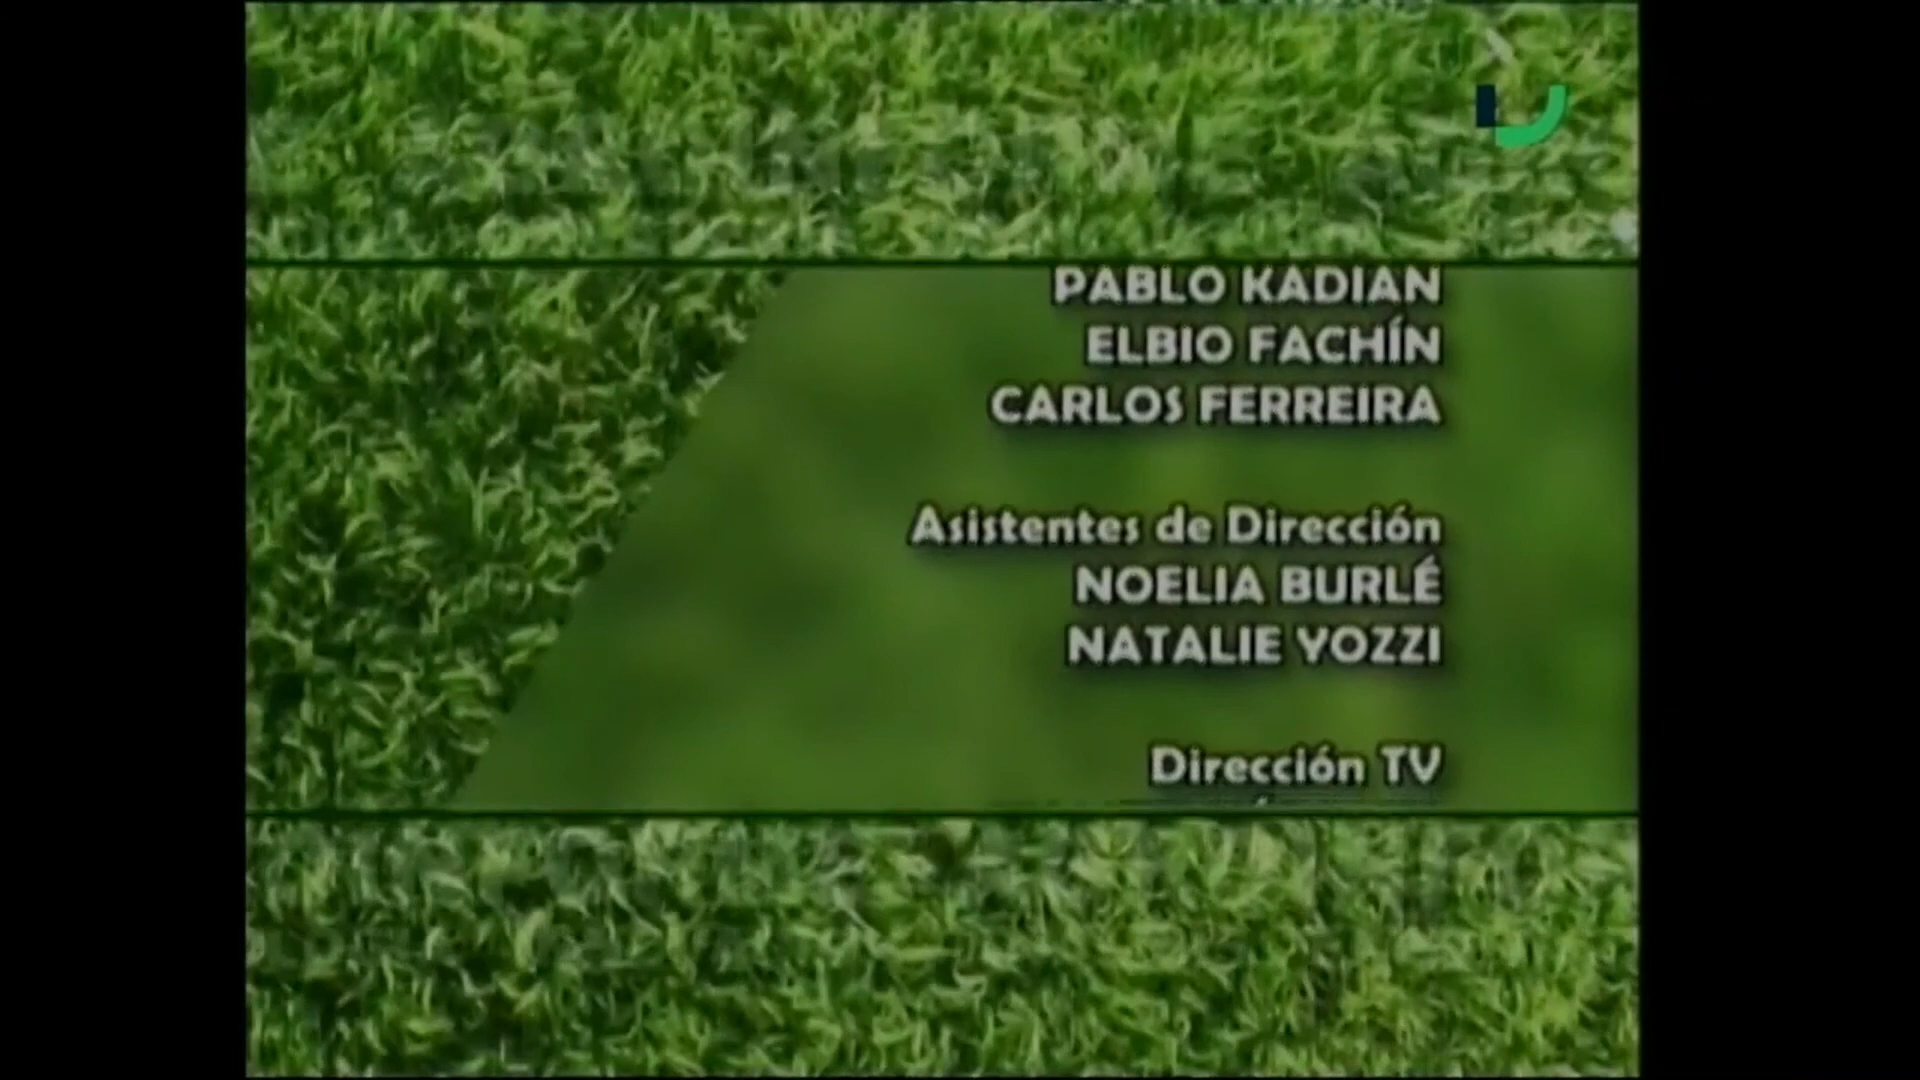 PABLO KADIAN
ELBIO FACHÍN
CARLOS FERREIRA
Asistentes de Dirección
NOELIA BURLÉ
NATALIE YOZZI
Dirección TV